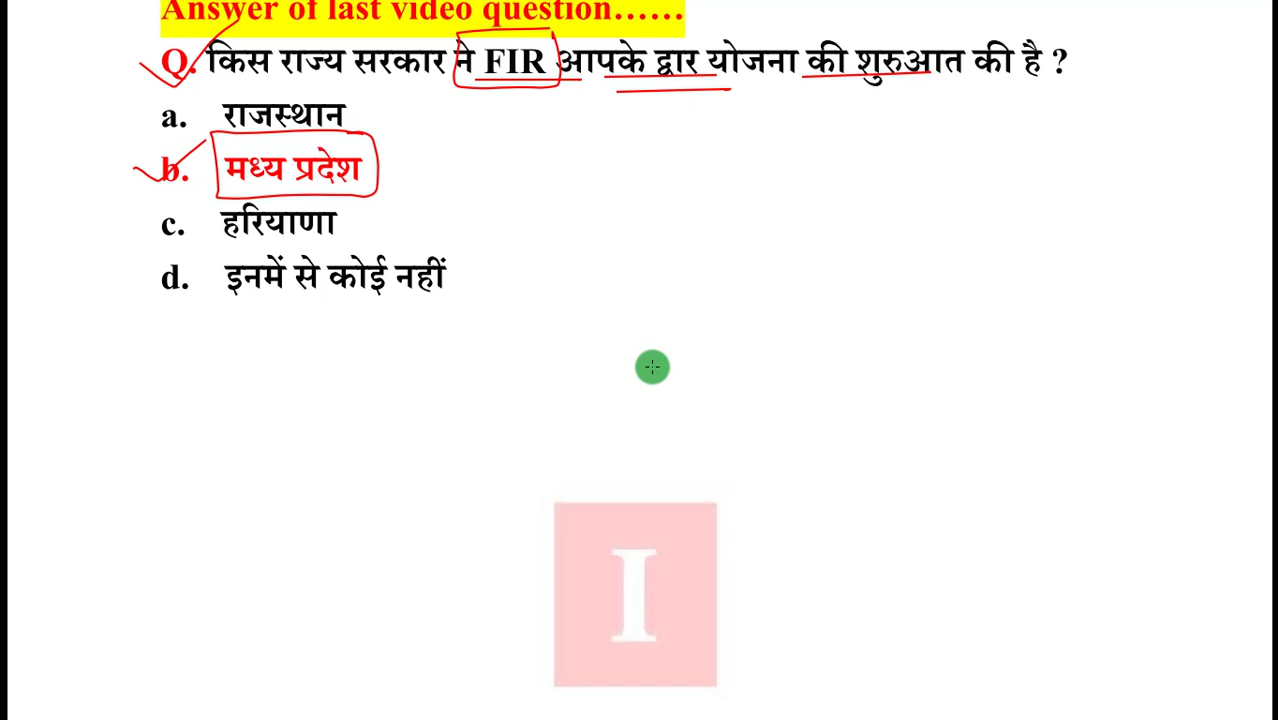 Answer of last video question......
Q. किस राज्य सरकार ने FIR आपके द्वार योजना की शुरुआत की है ?
a. राजस्थान
b. मध्य प्रदेश
c. हरियाणा
d. इनमें से कोई नहीं
I